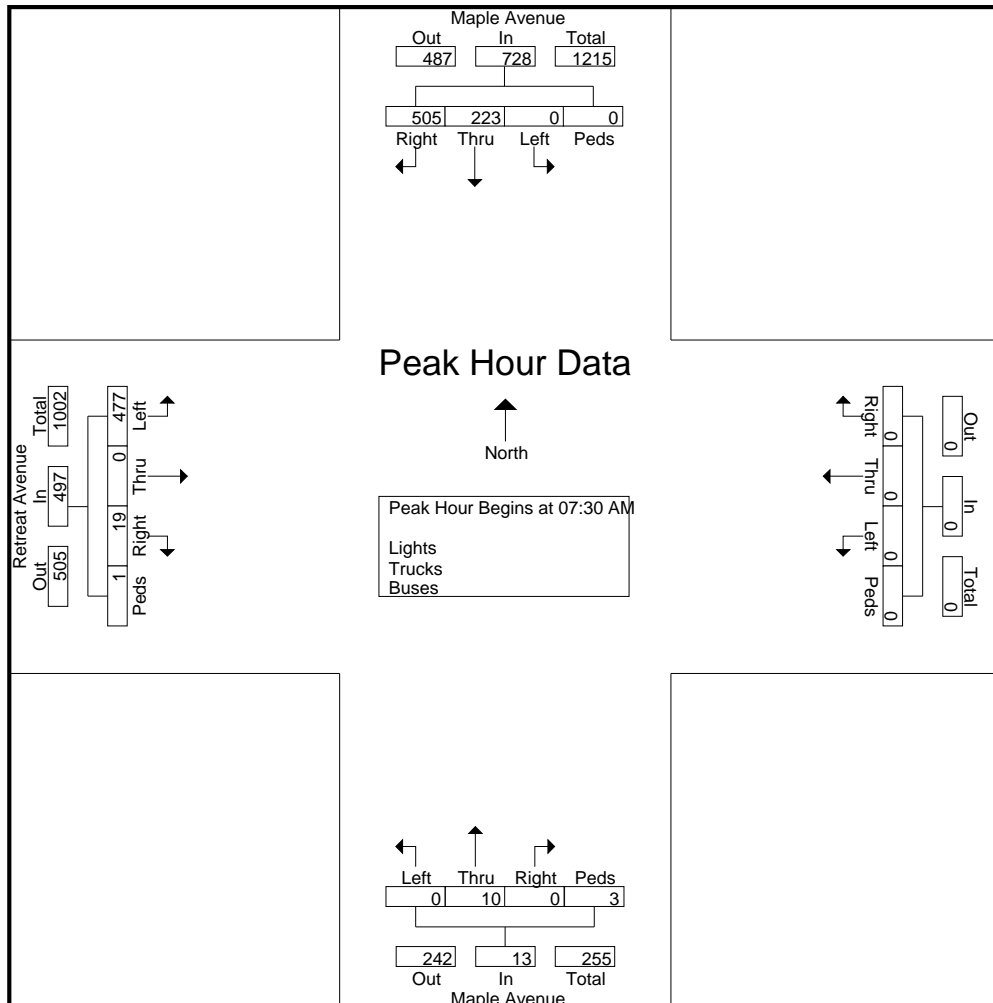 Maple Avenue
Out In Total
487 728 1215
505 223 0 0
Right Thru Left Peds
Peak Hour Data
North
Peak Hour Begins at 07:30 AM
Lights
Trucks
Buses
Retreat Avenue
Out In Total
505 497 1002
477 0 19 1
Left Thru Right Peds
Right Thru Left Peds
0 0 0 0
Out In Total
0 0 0
Left Thru Right Peds
0 10 0 3
242 13 255
Out In Total
Maple Avenue